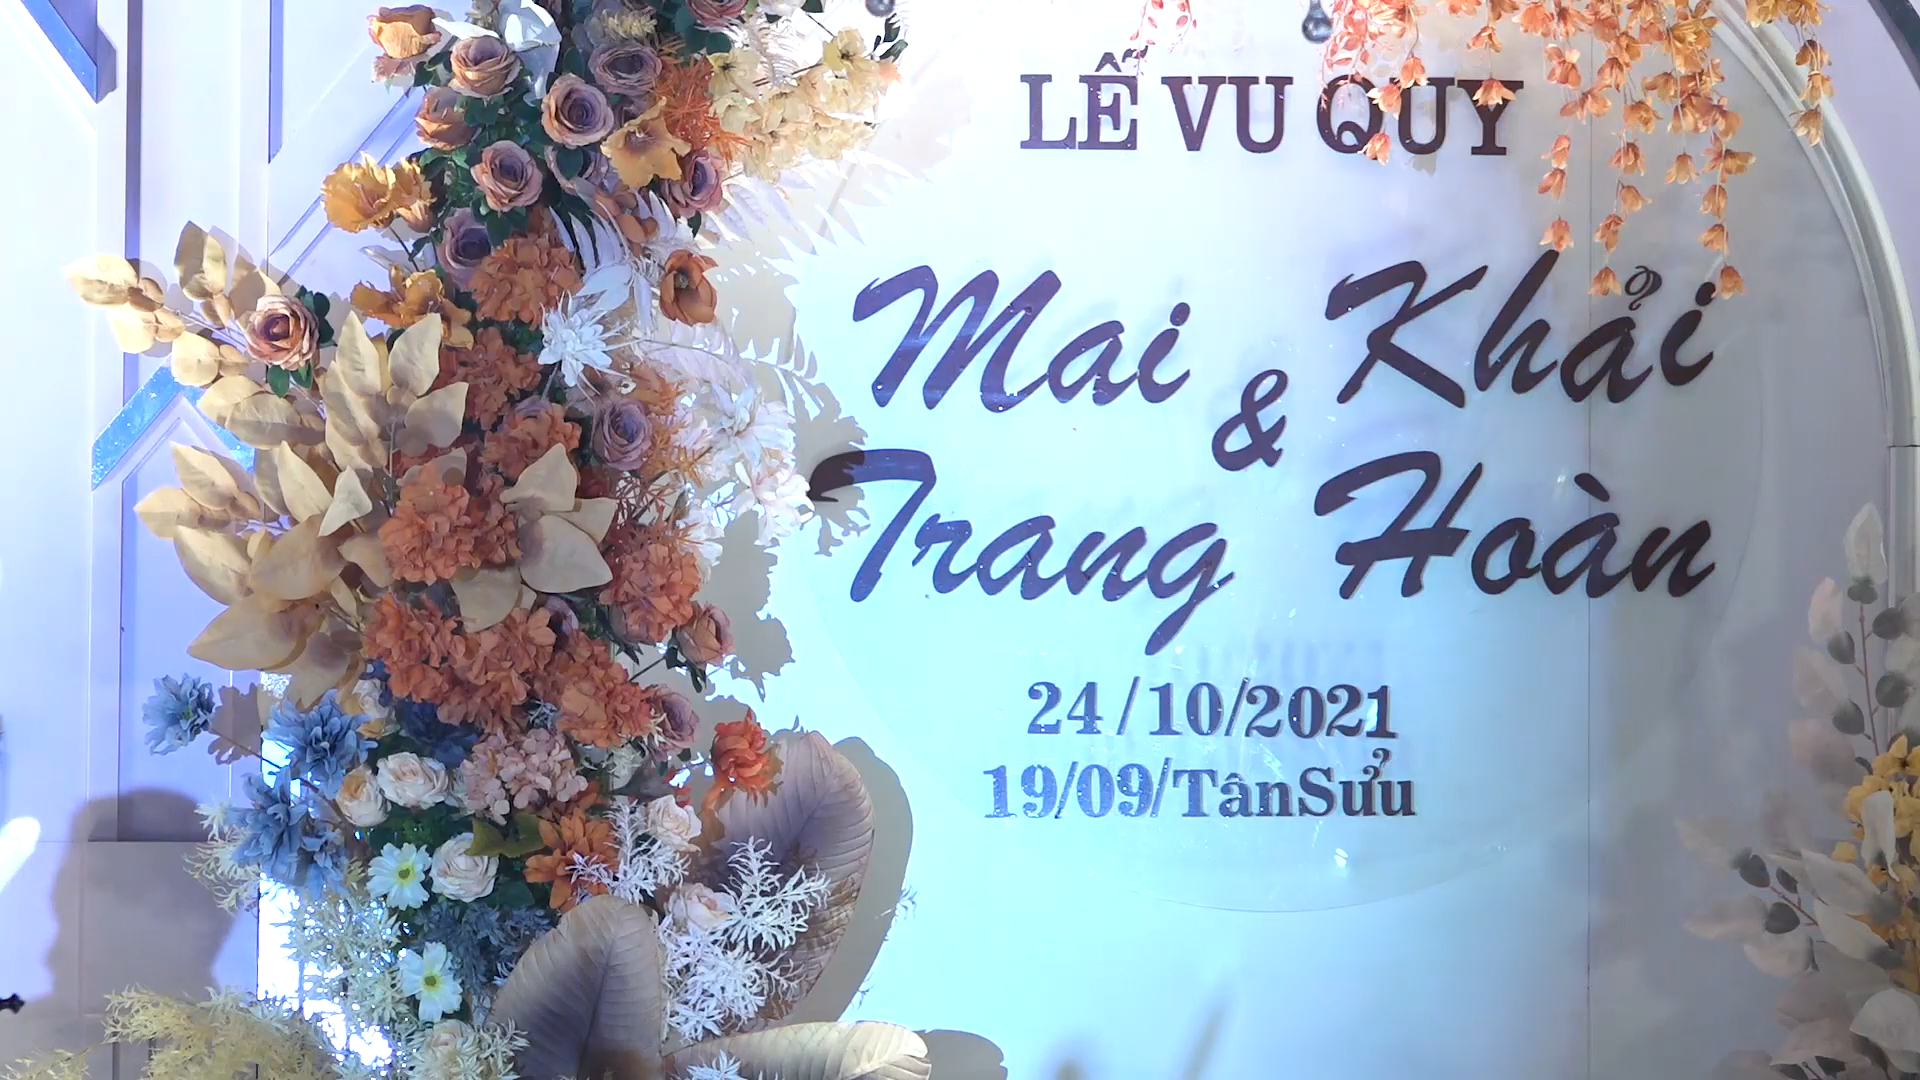 LỄ VU QUY
Mai Trang & Khải Hoàn
24/10/2021
19/09/TânSửu